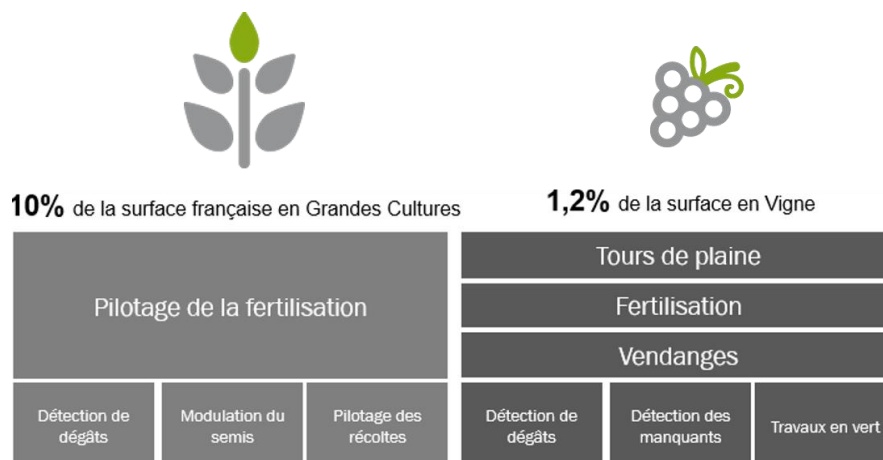 10% de la surface française en Grandes Cultures
1,2% de la surface en Vigne
Pilotage de la fertilisation
Détection de
dégâts
Modulation du
semis
Pilotage des
récoltes
Tours de plaine
Fertilisation
Vendanges
Détection de
dégâts
Détection des
manquants
Travaux en vert